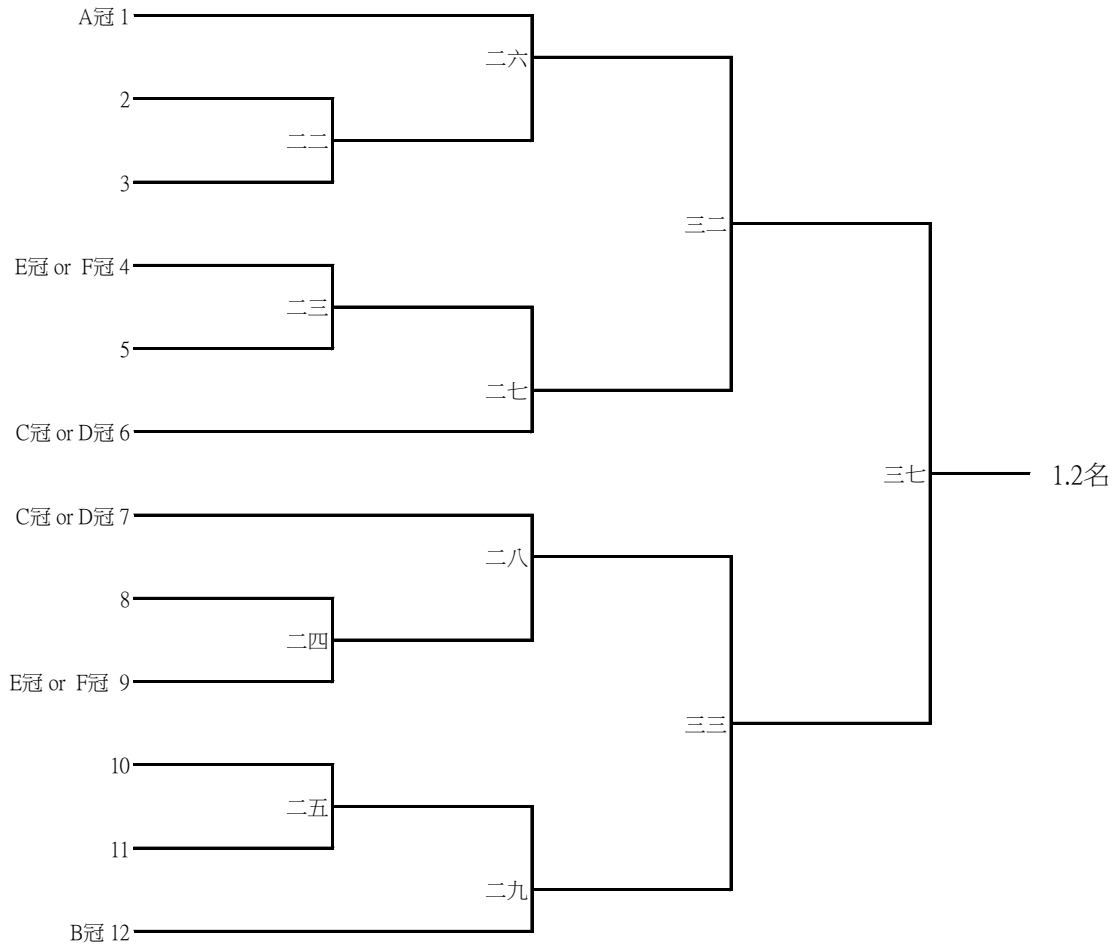 A冠 1
二六
2
二二
3
三二
E冠 or F冠 4
二三
5
二七
C冠 or D冠 6
三七
1.2名
C冠 or D冠 7
二八
8
二四
E冠 or F冠 9
三三
10
二五
11
二九
B冠 12